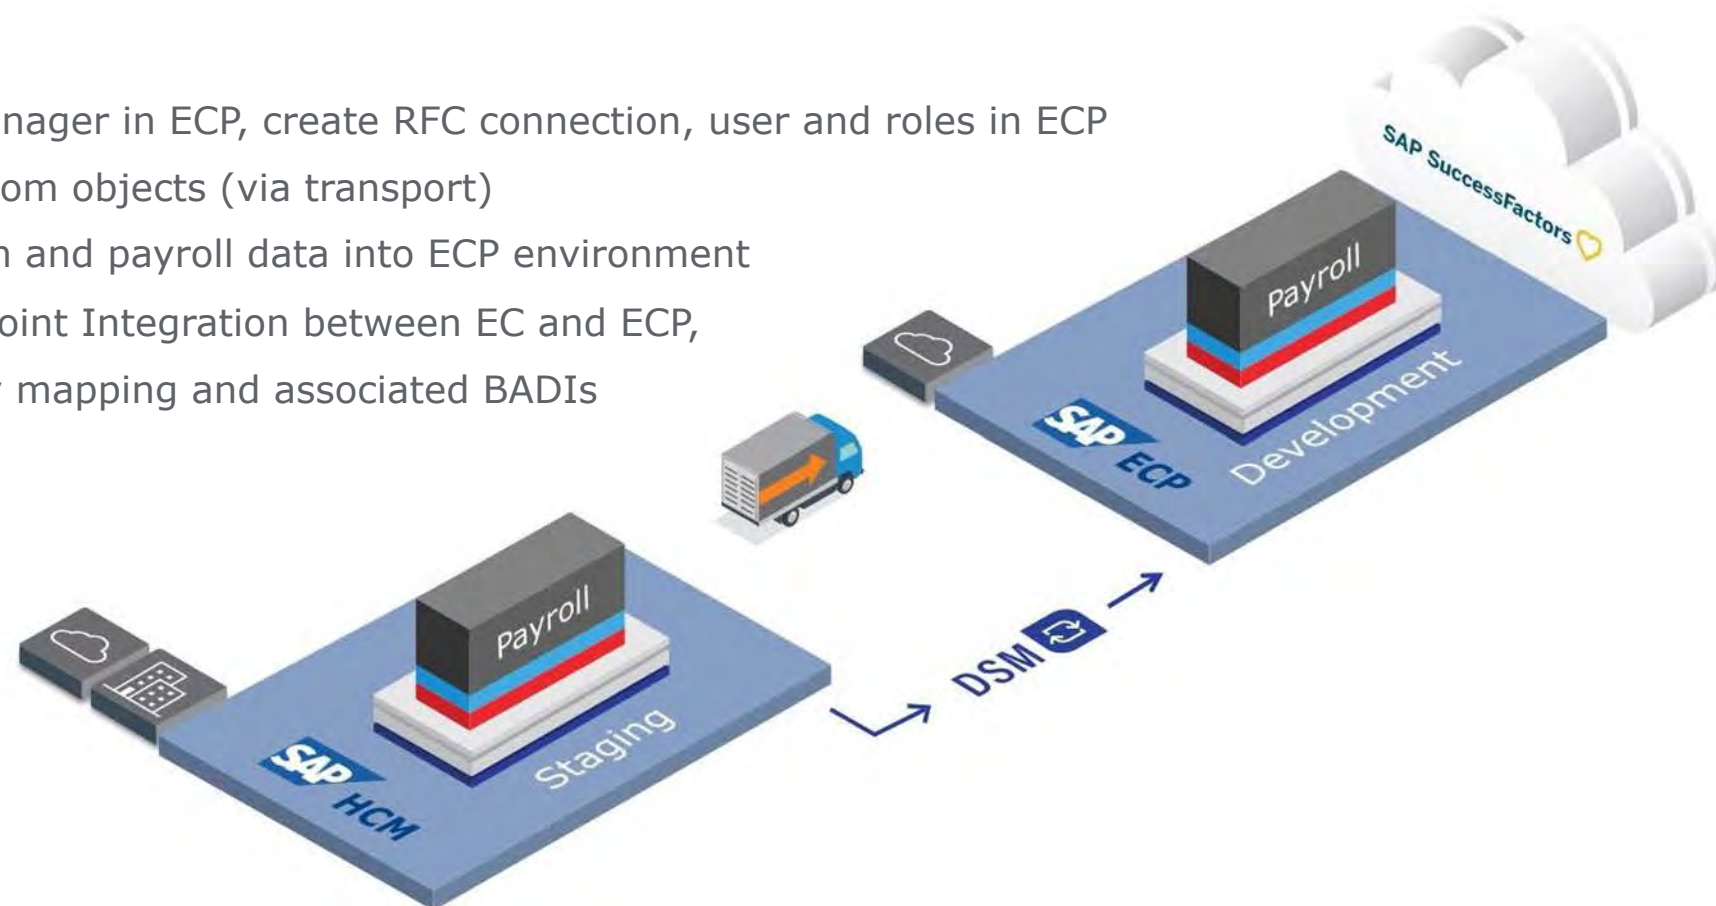 nager in ECP, create RFC connection, user and roles in ECP
om objects (via transport)
and payroll data into ECP environment
oint Integration between EC and ECP,
mapping and associated BADIs
SAP SuccessFactors
Payroll
SAP ECP
Development
Payroll
DSM
SAP HCM
Staging